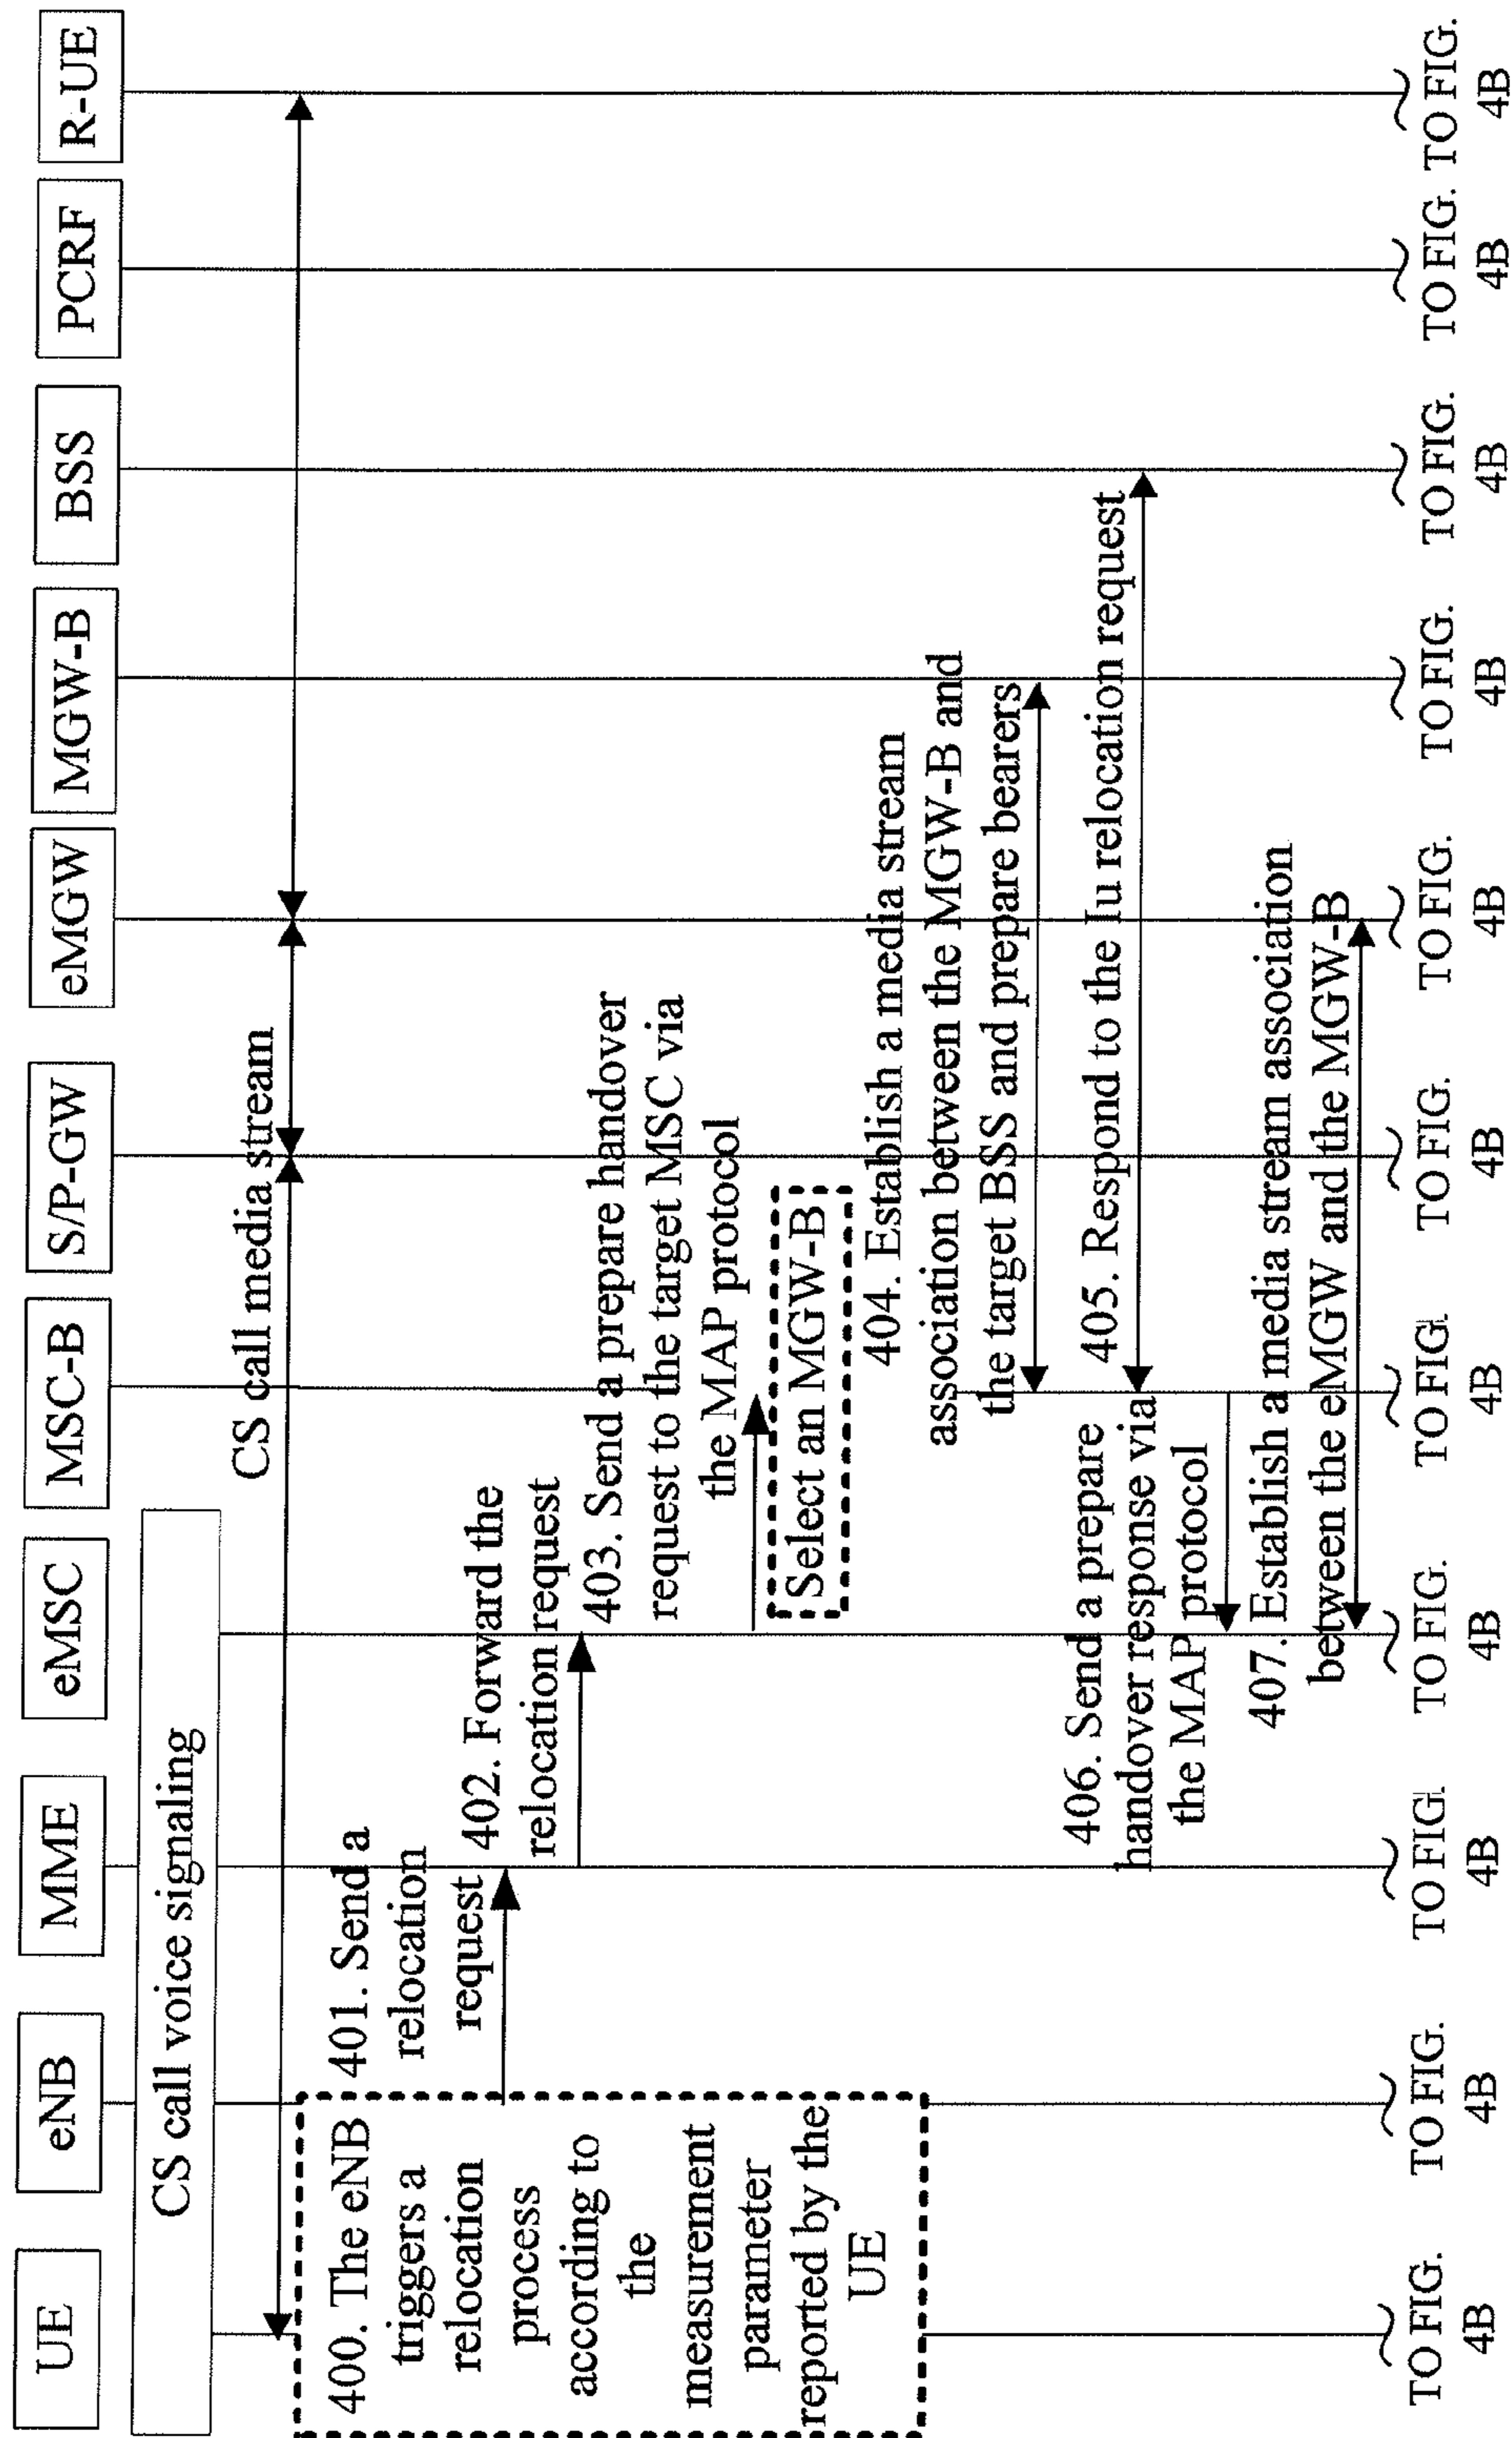 UE
eNB
MME
eMSC
MSC-B
S/P-GW
eMGW
MGW-B
BSS
PCRF
R-UE
CS call voice signaling
CS call media stream
400. The eNB
triggers a
relocation
process
according to
the
measurement
parameter
reported by the
UE
401. Send a
relocation
request
402. Forward the
relocation request
403. Send a prepare handover
request to the target MSC via
the MAP protocol
Select an MGW-B
404. Establish a media stream
association between the MGW-B and
the target BSS and prepare bearers
405. Respond to the Iu relocation request
406. Send a prepare
handover response via
the MAP protocol
407. Establish a media stream association
between the eMGW and the MGW-B
TO FIG.
4B
TO FIG.
4B
TO FIG.
4B
TO FIG.
4B
TO FIG.
4B
TO FIG.
4B
TO FIG.
4B
TO FIG.
4B
TO FIG.
4B
TO FIG.
4B
TO FIG.
4B